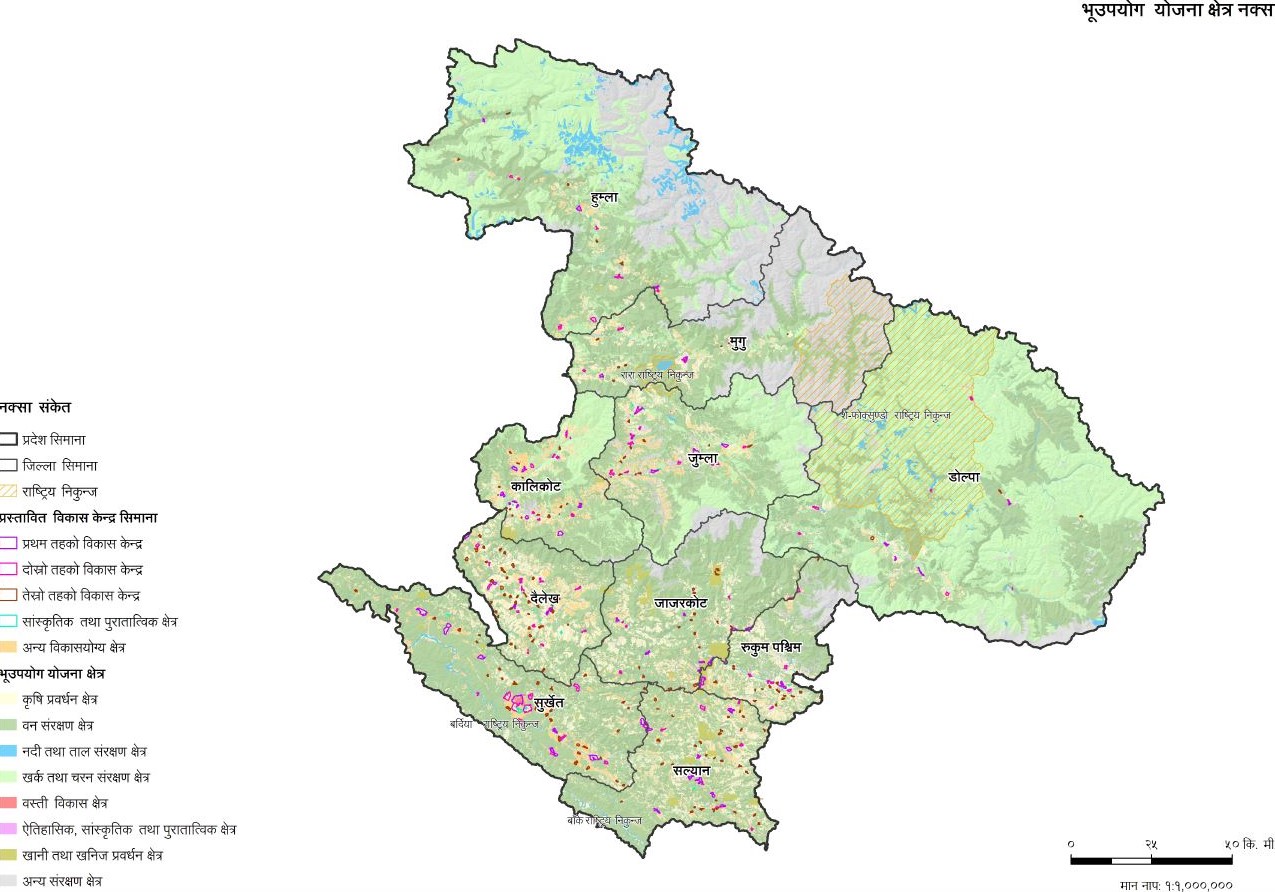 भूउपयोग योजना क्षेत्र नक्सा
हुम्ला
मुगु
रारा राष्ट्रिय निकुन्ज
शे-फोक्सुण्डो राष्ट्रिय निकुन्ज
जुम्ला
डोल्पा
कालिकोट
दैलेख
जाजरकोट
रुकुम पश्चिम
सुर्खेत
बर्दिया राष्ट्रिय निकुन्ज
सल्यान
बाँके राष्ट्रिय निकुन्ज
नक्सा संकेत
प्रदेश सिमाना
जिल्ला सिमाना
राष्ट्रिय निकुन्ज
प्रस्तावित विकास केन्द्र सिमाना
प्रथम तहको विकास केन्द्र
दोस्रो तहको विकास केन्द्र
तेस्रो तहको विकास केन्द्र
सांस्कृतिक तथा पुरातात्विक क्षेत्र
अन्य विकासयोग्य क्षेत्र
भूउपयोग योजना क्षेत्र
कृषि प्रवर्धन क्षेत्र
वन संरक्षण क्षेत्र
नदी तथा ताल संरक्षण क्षेत्र
खर्क तथा चरन संरक्षण क्षेत्र
वस्ती विकास क्षेत्र
ऐतिहासिक, सांस्कृतिक तथा पुरातात्विक क्षेत्र
खानी तथा खनिज प्रवर्धन क्षेत्र
अन्य संरक्षण क्षेत्र
० २५ ५० कि. मी
मान नाप: १:१,०००,०००